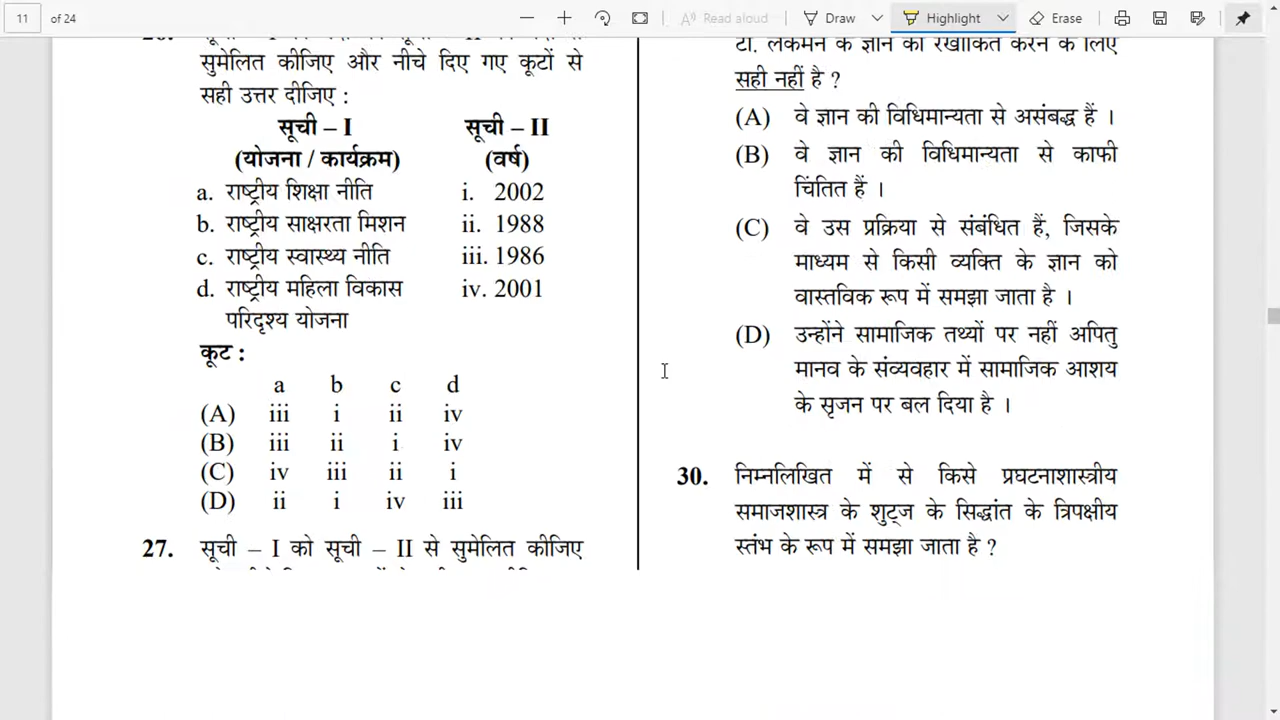 11 of 24 Read aloud Draw Highlight Erase
सुमेलित कीजिए और नीचे दिए गए कूटों से
सही उत्तर दीजिए :
सूची – I सूची – II
(योजना / कार्यक्रम) (वर्ष)
a. राष्ट्रीय शिक्षा नीति i. 2002
b. राष्ट्रीय साक्षरता मिशन ii. 1988
c. राष्ट्रीय स्वास्थ्य नीति iii. 1986
d. राष्ट्रीय महिला विकास iv. 2001
परिदृश्य योजना
कूट :
a b c d
(A) iii i ii iv
(B) iii ii i iv
(C) iv iii ii i
(D) ii i iv iii
27. सूची – I को सूची – II से सुमेलित कीजिए
टी. लकमैन के ज्ञान को रेखांकित करने के लिए
सही नहीं है ?
(A) वे ज्ञान की विधिमान्यता से असंबद्ध हैं ।
(B) वे ज्ञान की विधिमान्यता से काफी
चिंतित हैं ।
(C) वे उस प्रक्रिया से संबंधित हैं, जिसके
माध्यम से किसी व्यक्ति के ज्ञान को
वास्तविक रूप में समझा जाता है ।
(D) उन्होंने सामाजिक तथ्यों पर नहीं अपितु
मानव के संव्यवहार में सामाजिक आशय
के सृजन पर बल दिया है ।
30. निम्नलिखित में से किसे प्रघटनाशास्त्रीय
समाजशास्त्र के शुट्ज के सिद्धांत के त्रिपक्षीय
स्तंभ के रूप में समझा जाता है ?